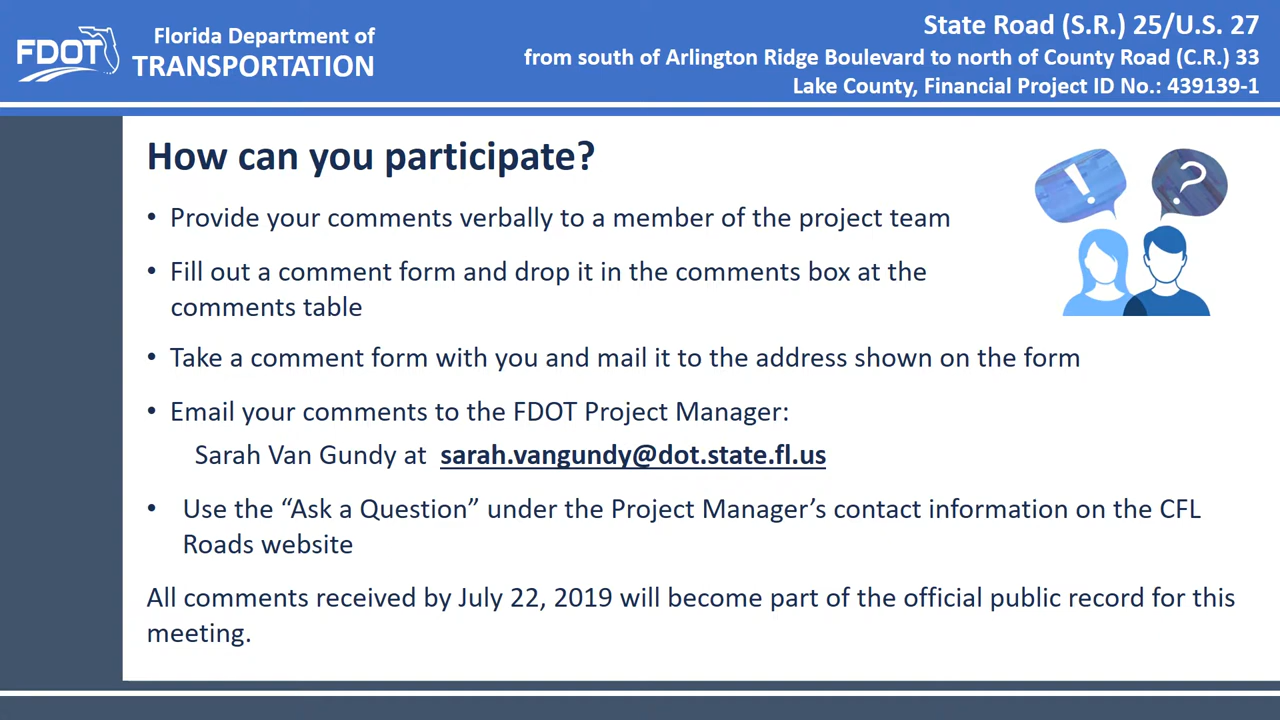 FDOT
Florida Department of
TRANSPORTATION
State Road (S.R.) 25/U.S. 27
from south of Arlington Ridge Boulevard to north of County Road (C.R.) 33
Lake County, Financial Project ID No.: 439139-1
How can you participate?
• Provide your comments verbally to a member of the project team
• Fill out a comment form and drop it in the comments box at the
comments table
• Take a comment form with you and mail it to the address shown on the form
• Email your comments to the FDOT Project Manager:
Sarah Van Gundy at sarah.vangundy@dot.state.fl.us
• Use the “Ask a Question” under the Project Manager’s contact information on the CFL
Roads website
All comments received by July 22, 2019 will become part of the official public record for this
meeting.
! ?